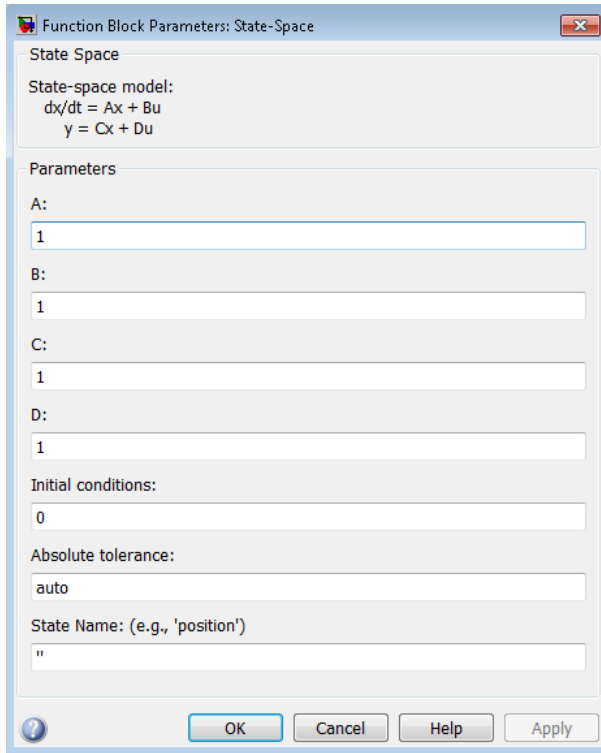 Function Block Parameters: State-Space
State Space
State-space model:
dx/dt = Ax + Bu
y = Cx + Du
Parameters
A:
1
B:
1
C:
1
D:
1
Initial conditions:
0
Absolute tolerance:
auto
State Name: (e.g., 'position')
''
OK Cancel Help Apply